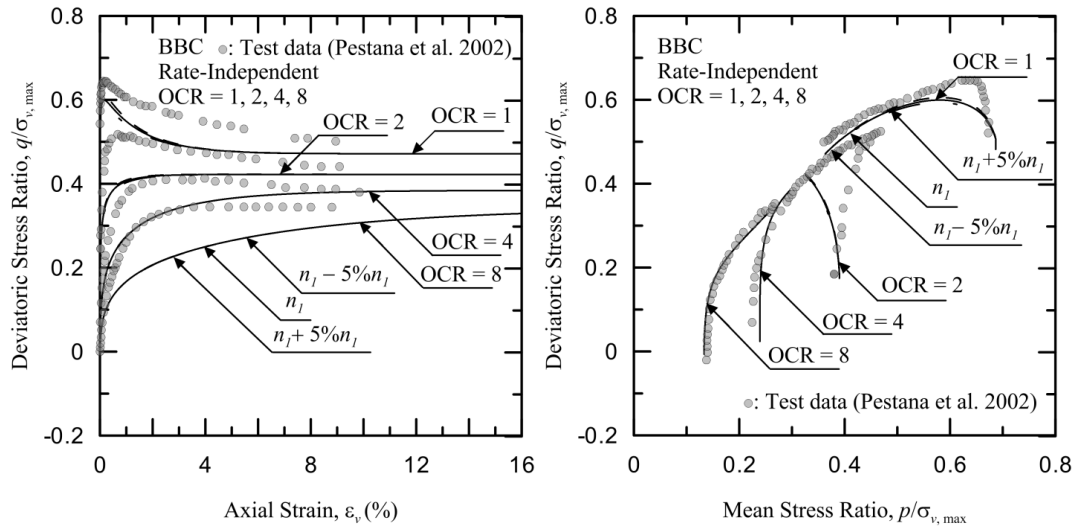 0.8
0.6
0.4
0.2
0
-0.2
Deviatoric Stress Ratio, q/σv, max
BBC : Test data (Pestana et al. 2002)
Rate-Independent
OCR = 1, 2, 4, 8
OCR = 2
OCR = 1
OCR = 4
OCR = 8
n1 − 5%n1
n1
n1+ 5%n1
0 4 8 12 16
Axial Strain, εv (%)
0.8
0.6
0.4
0.2
0
-0.2
Deviatoric Stress Ratio, q/σv, max
BBC
Rate-Independent
OCR = 1, 2, 4, 8
OCR = 1
n1+5%n1
n1
n1− 5%n1
OCR = 2
OCR = 4
OCR = 8
: Test data (Pestana et al. 2002)
0.0 0.2 0.4 0.6 0.8
Mean Stress Ratio, p/σv, max